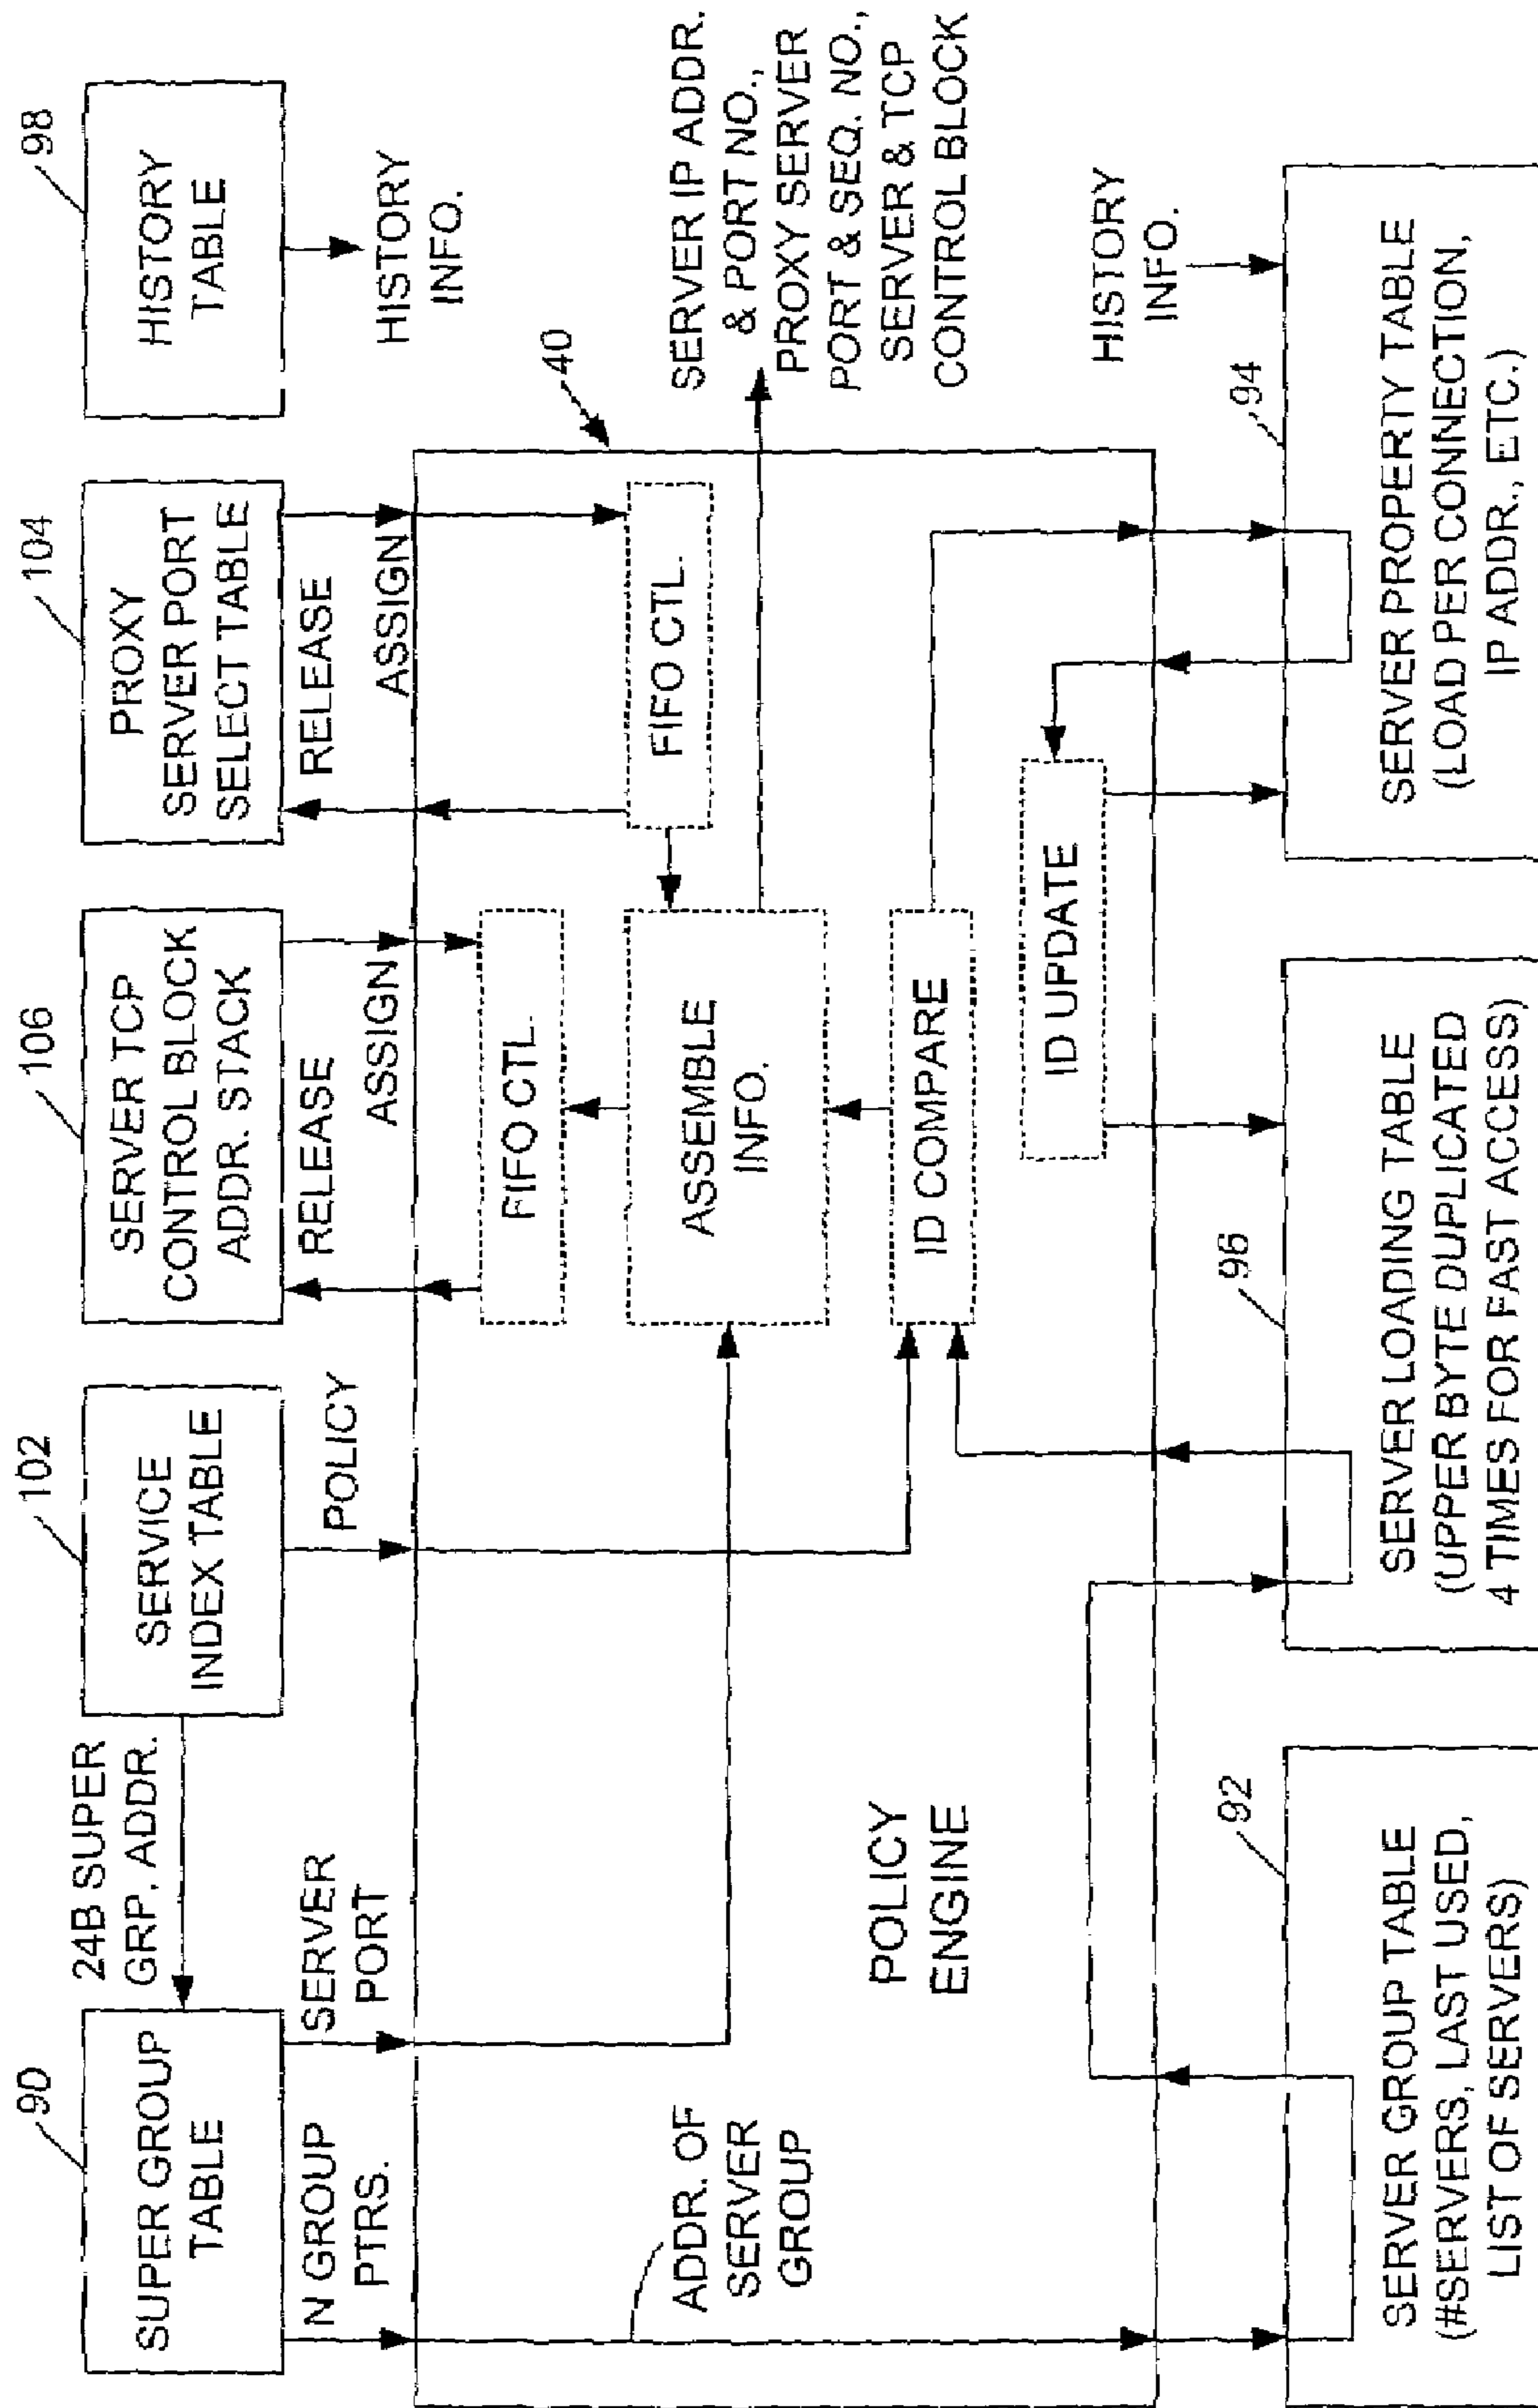 90
SUPER GROUP
TABLE
24B SUPER
GRP. ADDR.
102
SERVICE
INDEX TABLE
106
SERVER TCP
CONTROL BLOCK
ADDR. STACK
104
PROXY
SERVER PORT
SELECT TABLE
98
HISTORY
TABLE
N GROUP
PTRS.
SERVER
PORT
POLICY
RELEASE
ASSIGN
RELEASE
ASSIGN
HISTORY
INFO.
40
FIFO CTL.
FIFO CTL.
ADDR. OF
SERVER
GROUP
ASSEMBLE
INFO.
SERVER IP ADDR.
& PORT NO.,
PROXY SERVER
PORT & SEQ. NO.,
SERVER & TCP
CONTROL BLOCK
POLICY
ENGINE
ID COMPARE
ID UPDATE
HISTORY
INFO.
92
SERVER GROUP TABLE
(#SERVERS, LAST USED,
LIST OF SERVERS)
96
SERVER LOADING TABLE
(UPPER BYTE DUPLICATED
4 TIMES FOR FAST ACCESS)
94
SERVER PROPERTY TABLE
(LOAD PER CONNECTION,
IP ADDR., ETC.)